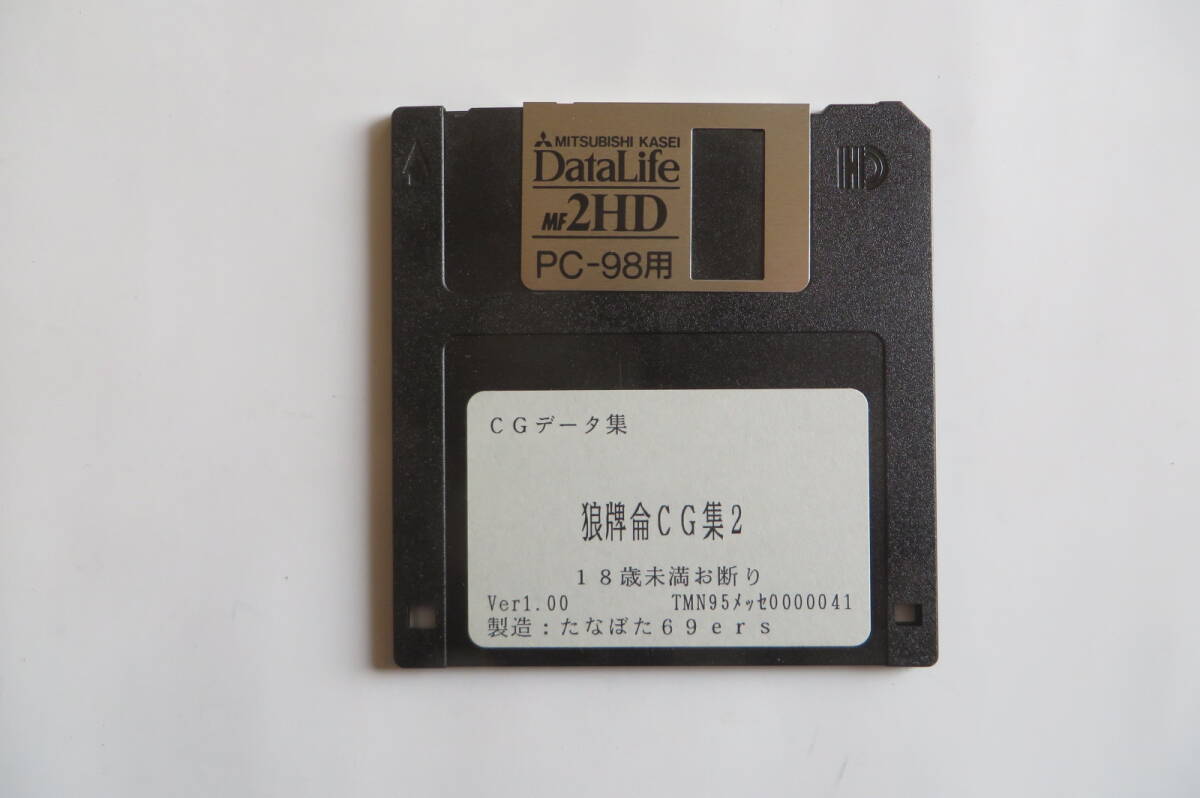 MITSUBISHI KASEI
DataLife
MF2HD
PC-98用
HD
CGデータ集
狼牌侖CG集2
18歳未満お断り
Ver1.00 TMN95メッセ0000041
製造:たなぼた69ers